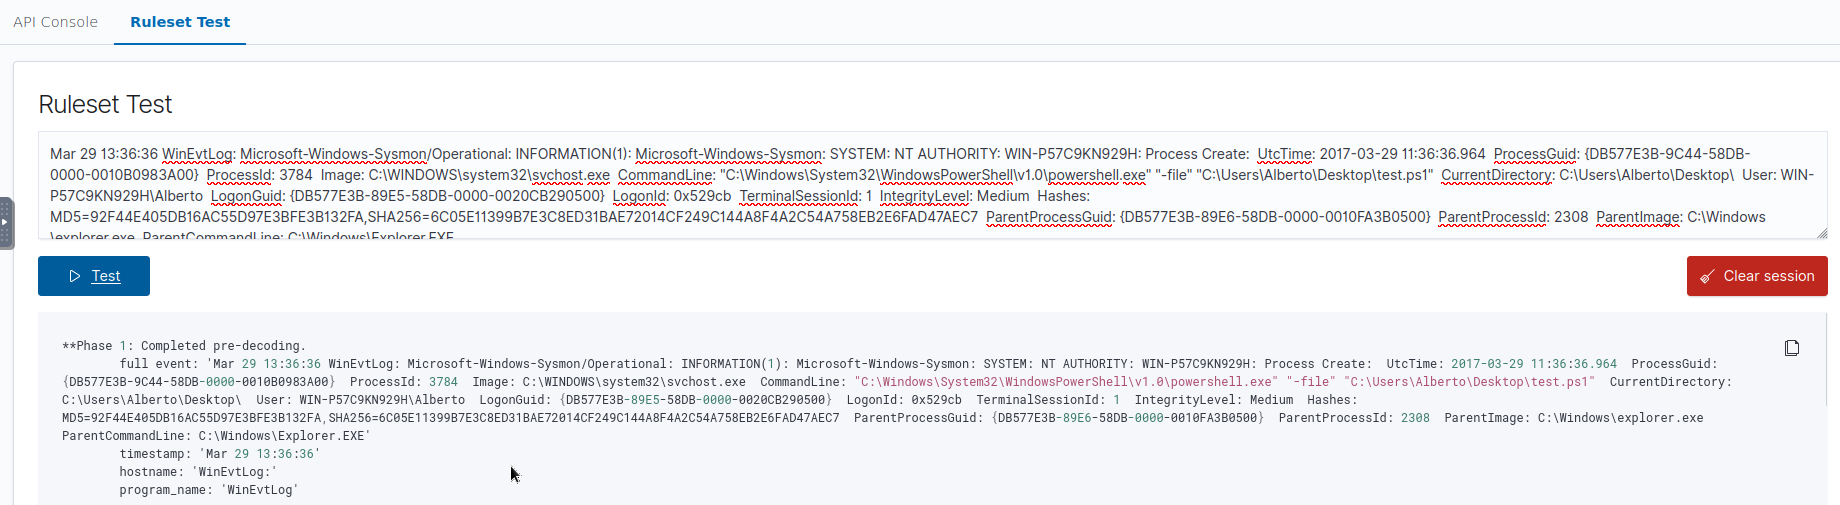 API Console Ruleset Test
Ruleset Test
Mar 29 13:36:36 WinEvtLog: Microsoft-Windows-Sysmon/Operational: INFORMATION(1): Microsoft-Windows-Sysmon: SYSTEM: NT AUTHORITY: WIN-P57C9KN929H: Process Create:  UtcTime: 2017-03-29 11:36:36.964  ProcessGuid: {DB577E3B-9C44-58DB-
0000-0010B0983A00}  ProcessId: 3784  Image: C:\WINDOWS\system32\svchost.exe  CommandLine: "C:\Windows\System32\WindowsPowerShell\v1.0\powershell.exe" "-file" "C:\Users\Alberto\Desktop\test.ps1"  CurrentDirectory: C:\Users\Alberto\Desktop\  User: WIN-
P57C9KN929H\Alberto  LogonGuid: {DB577E3B-89E5-58DB-0000-0020CB290500}  LogonId: 0x529cb  TerminalSessionId: 1  IntegrityLevel: Medium  Hashes:
MD5=92F44E405DB16AC55D97E3BFE3B132FA,SHA256=6C05E11399B7E3C8ED31BAE72014CF249C144A8F4A2C54A758EB2E6FAD47AEC7  ParentProcessGuid: {DB577E3B-89E6-58DB-0000-0010FA3B0500}  ParentProcessId: 2308  ParentImage: C:\Windows
\explorer.exe  ParentCommandLine: C:\Windows\Explorer.EXE
Test
Clear session
**Phase 1: Completed pre-decoding.
full event: 'Mar 29 13:36:36 WinEvtLog: Microsoft-Windows-Sysmon/Operational: INFORMATION(1): Microsoft-Windows-Sysmon: SYSTEM: NT AUTHORITY: WIN-P57C9KN929H: Process Create:  UtcTime: 2017-03-29 11:36:36.964  ProcessGuid:
{DB577E3B-9C44-58DB-0000-0010B0983A00}  ProcessId: 3784  Image: C:\WINDOWS\system32\svchost.exe  CommandLine: "C:\Windows\System32\WindowsPowerShell\v1.0\powershell.exe" "-file" "C:\Users\Alberto\Desktop\test.ps1"  CurrentDirectory:
C:\Users\Alberto\Desktop\  User: WIN-P57C9KN929H\Alberto  LogonGuid: {DB577E3B-89E5-58DB-0000-0020CB290500}  LogonId: 0x529cb  TerminalSessionId: 1  IntegrityLevel: Medium  Hashes:
MD5=92F44E405DB16AC55D97E3BFE3B132FA,SHA256=6C05E11399B7E3C8ED31BAE72014CF249C144A8F4A2C54A758EB2E6FAD47AEC7  ParentProcessGuid: {DB577E3B-89E6-58DB-0000-0010FA3B0500}  ParentProcessId: 2308  ParentImage: C:\Windows\explorer.exe
ParentCommandLine: C:\Windows\Explorer.EXE'
timestamp: 'Mar 29 13:36:36'
hostname: 'WinEvtLog:'
program_name: 'WinEvtLog'